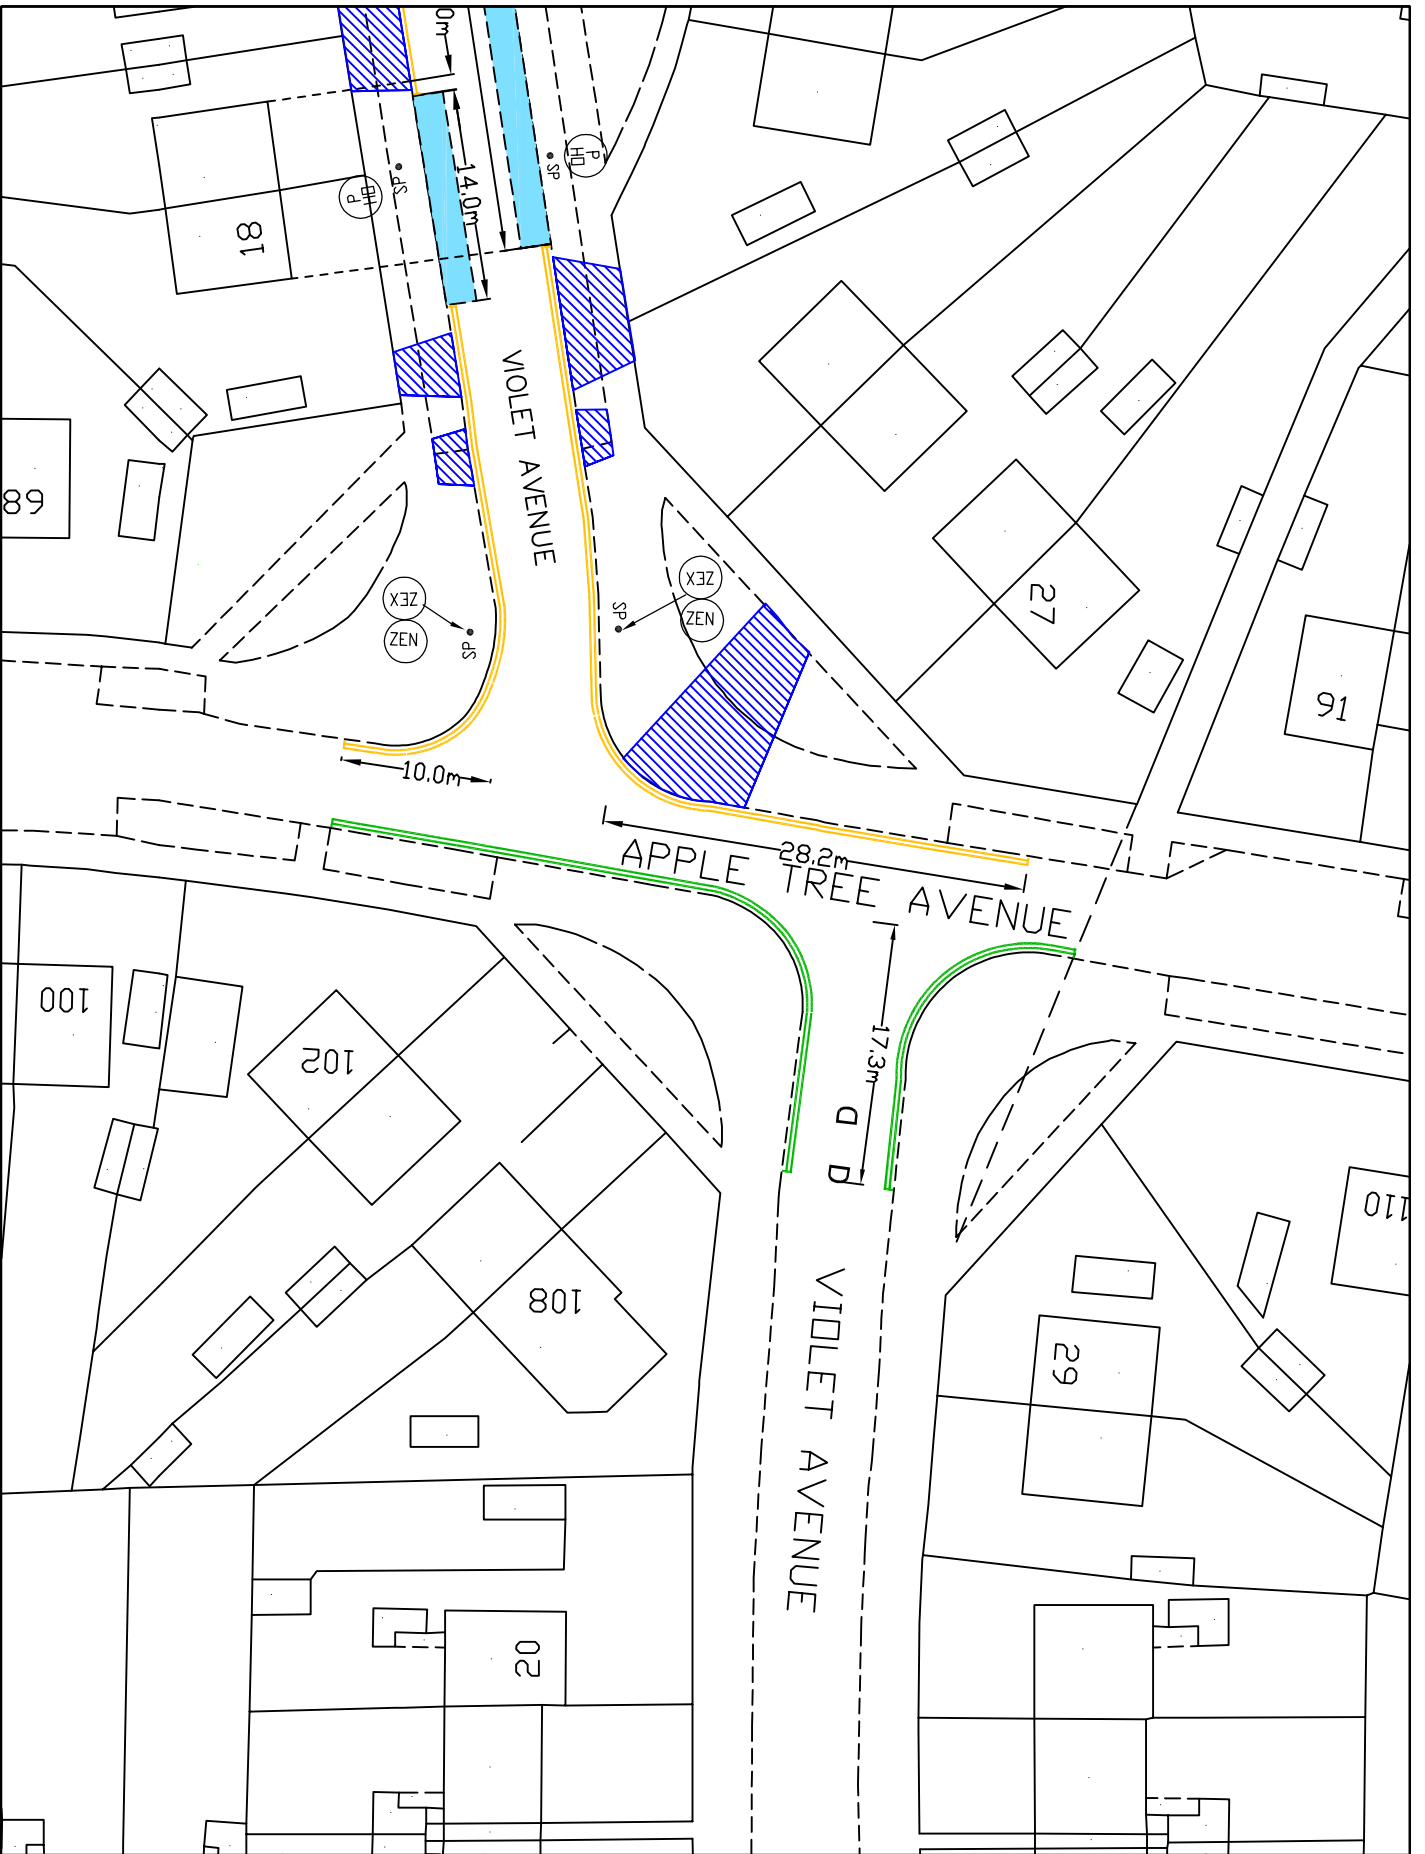 0m
14.0m
SP
P
HD
SP
P
HD
18
VIOLET AVENUE
89
ZEX
ZEN
SP
ZEX
ZEN
SP
27
91
10.0m
28.2m
APPLE TREE AVENUE
17.3m
100
102
108
110
29
VIOLET AVENUE
20